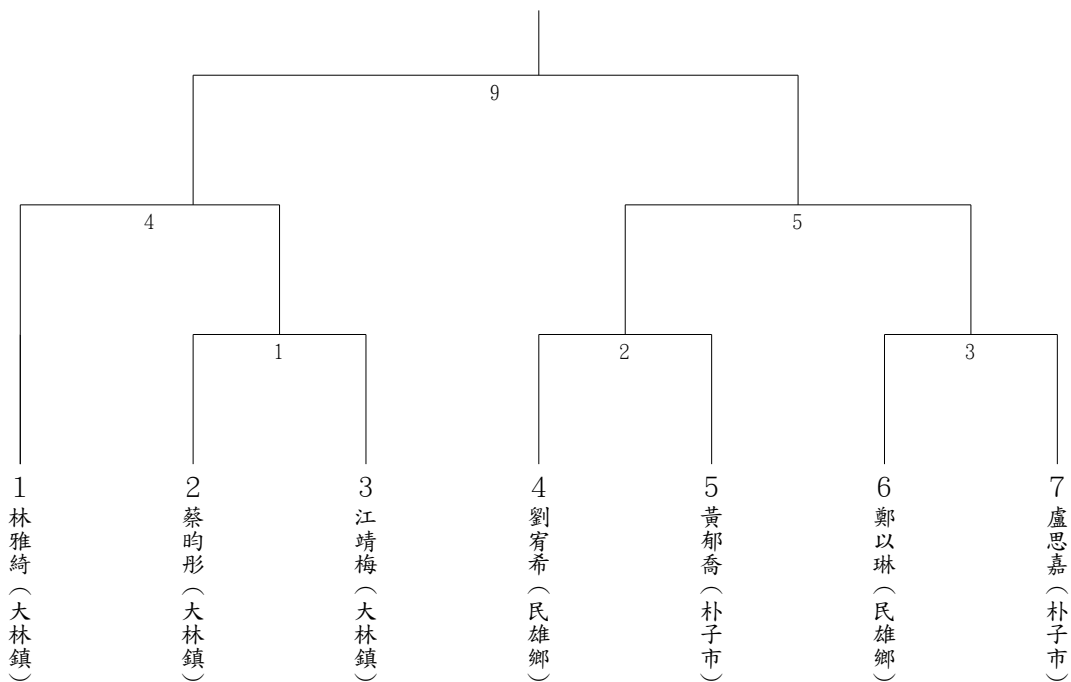 9
4
5
1
2
3
1
林雅綺(大林鎮)
2
蔡昀彤(大林鎮)
3
江靖梅(大林鎮)
4
劉宥希(民雄鄉)
5
黃郁喬(朴子市)
6
鄭以琳(民雄鄉)
7
盧思嘉(朴子市)